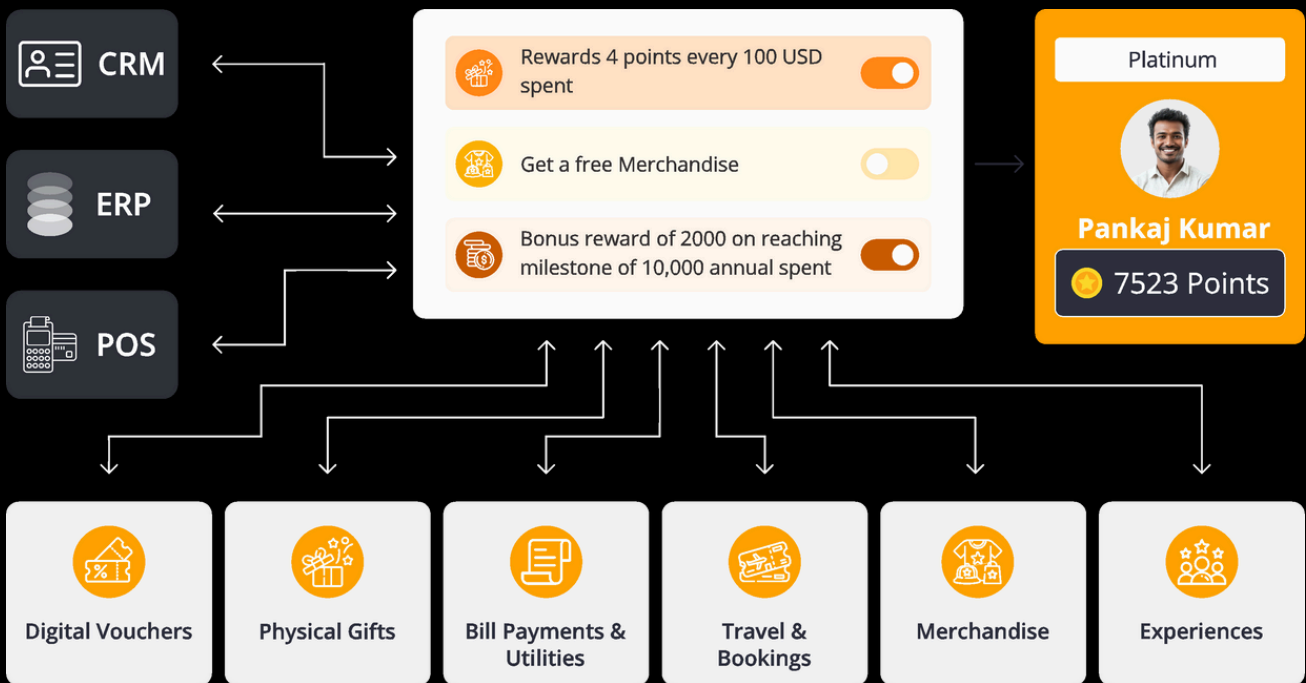 CRM
ERP
POS
Rewards 4 points every 100 USD
spent
Get a free Merchandise
Bonus reward of 2000 on reaching
milestone of 10,000 annual spent
Platinum
Pankaj Kumar
7523 Points
Digital Vouchers
Physical Gifts
Bill Payments &
Utilities
Travel &
Bookings
Merchandise
Experiences